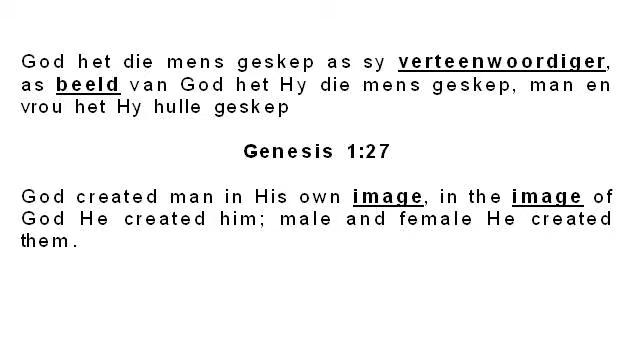 God het die mens geskep as sy verteenwoordiger,
as beeld van God het Hy die mens geskep, man en
vrou het Hy hulle geskep
Genesis 1:27
God created man in His own image, in the image of
God He created him; male and female He created
them.